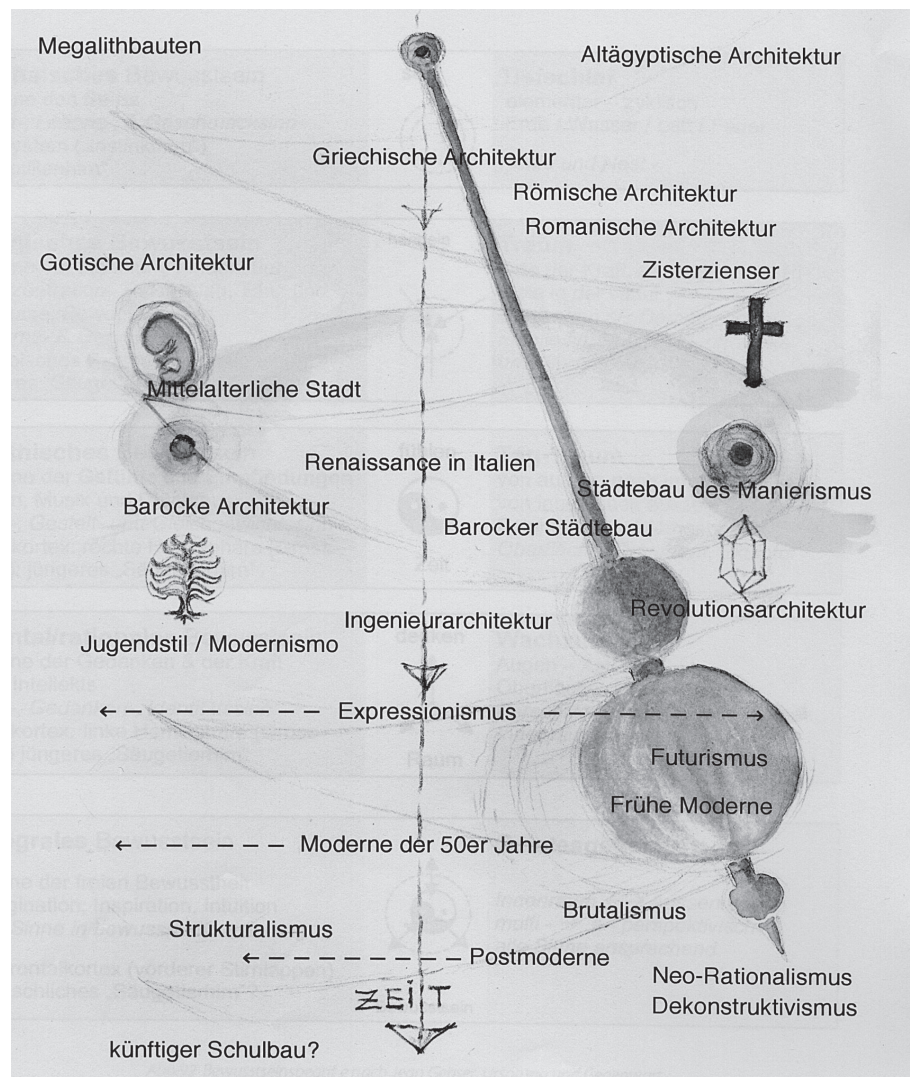 Megalithbauten
Altägyptische Architektur
Griechische Architektur
Römische Architektur
Romanische Architektur
Gotische Architektur
Zisterzienser
Mittelalterliche Stadt
Renaissance in Italien
Städtebau des Manierismus
Barocke Architektur
Barocker Städtebau
Revolutionsarchitektur
Ingenieurarchitektur
Jugendstil / Modernismo
Expressionismus
Futurismus
Frühe Moderne
Moderne der 50er Jahre
Brutalismus
Strukturalismus
Postmoderne
Neo-Rationalismus
Dekonstruktivismus
ZEIT
künftiger Schulbau?